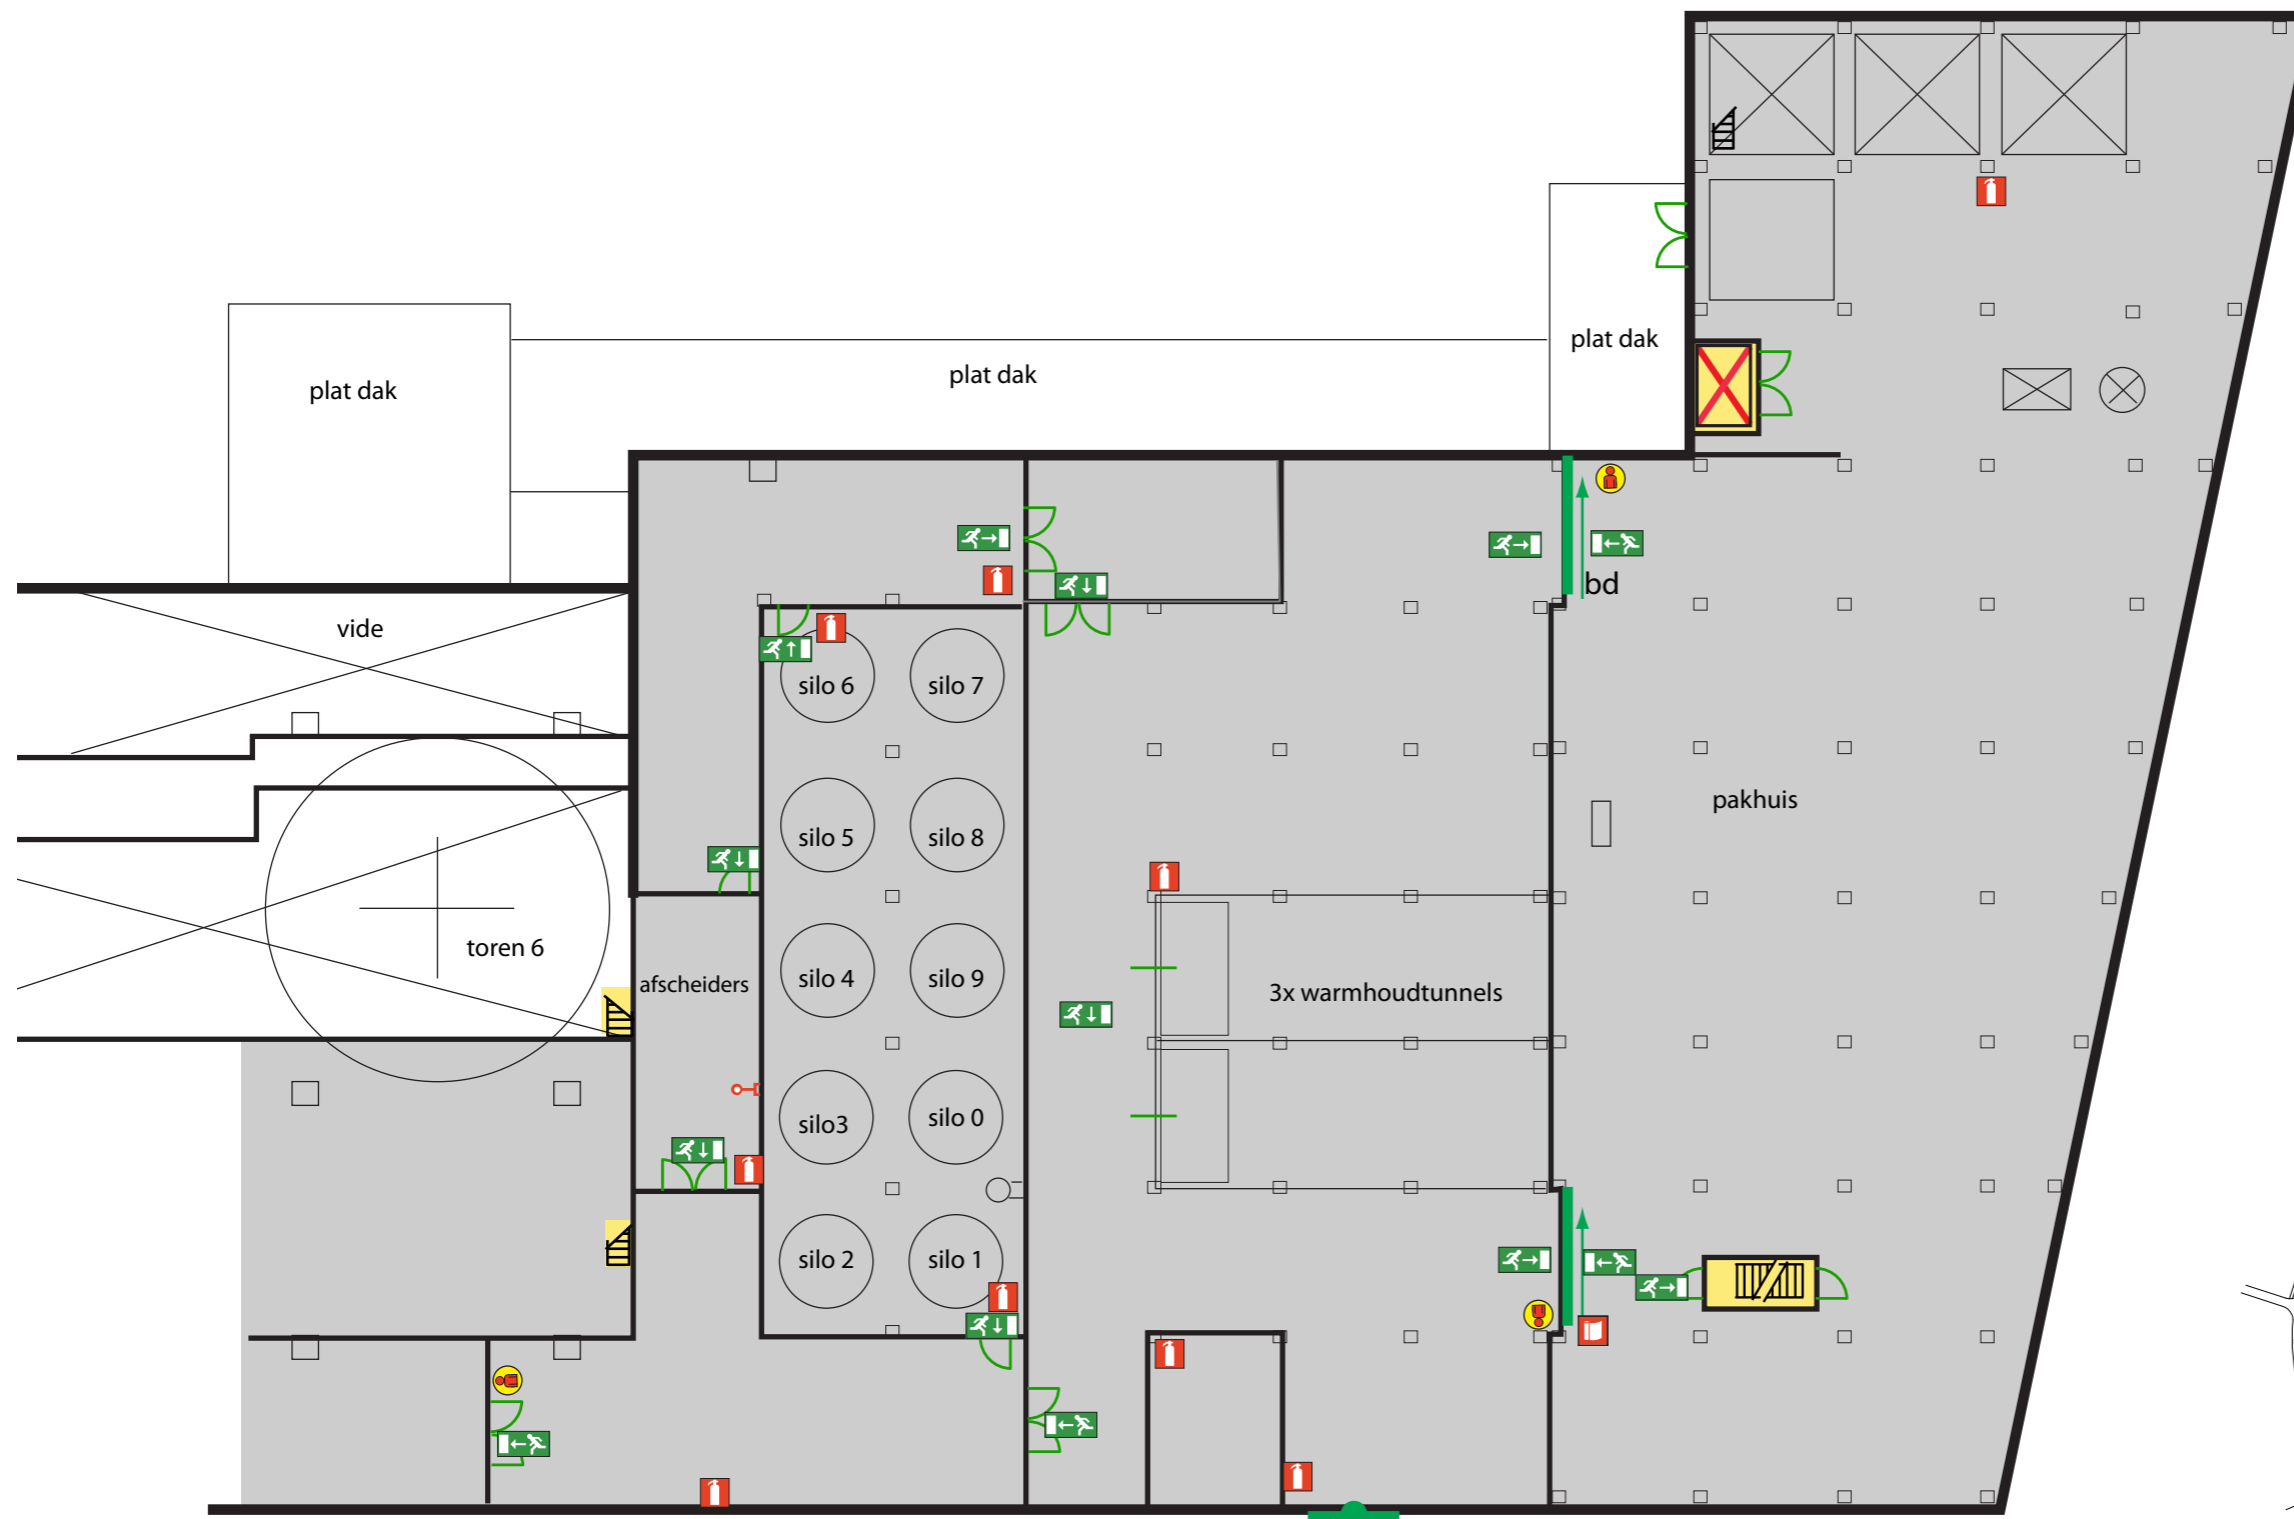 plat dak
plat dak
plat dak
bd
vide
silo 6
silo 7
pakhuis
silo 5
silo 8
toren 6
afscheiders
silo 4
silo 9
3x warmhoudtunnels
silo3
silo 0
silo 2
silo 1